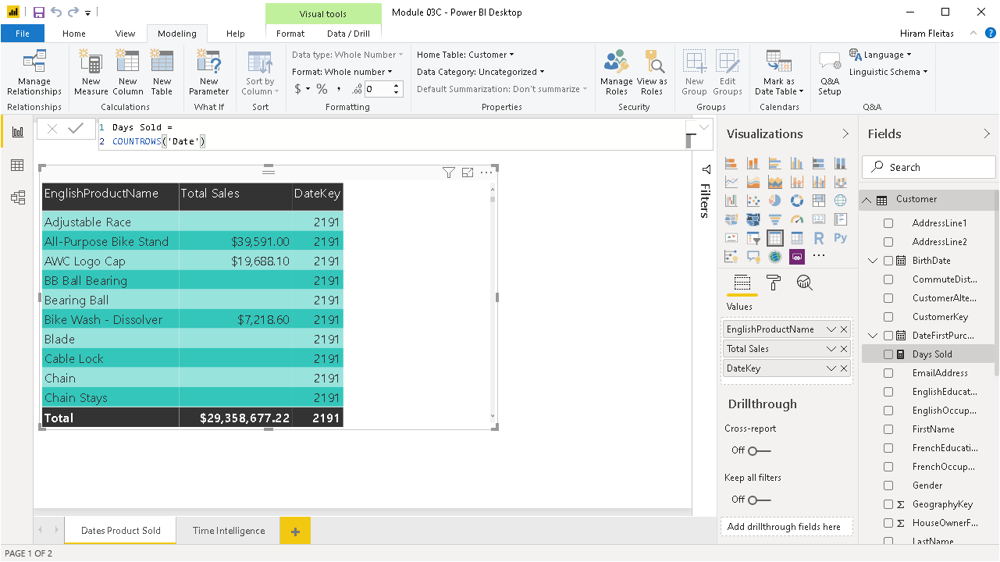 Visual tools
Module 03C - Power BI Desktop
File
Home
View
Modeling
Help
Format
Data / Drill
Hiram Fleitas
Manage Relationships
Relationships
New Measure
New Column
New Table
Calculations
New Parameter
What If
Sort by Column
Sort
Data type: Whole Number
Format: Whole number
$ % , .00 0
Formatting
Home Table: Customer
Data Category: Uncategorized
Default Summarization: Don't summarize
Properties
Manage Roles
View as Roles
Security
New Group
Edit Groups
Groups
Mark as Date Table
Calendars
Q&A Setup
Language
Linguistic Schema
Q&A
1 Days Sold =
2 COUNTROWS('Date')
EnglishProductName Total Sales DateKey
Adjustable Race 2191
All-Purpose Bike Stand $39,591.00 2191
AWC Logo Cap $19,688.10 2191
BB Ball Bearing 2191
Bearing Ball 2191
Bike Wash - Dissolver $7,218.60 2191
Blade 2191
Cable Lock 2191
Chain 2191
Chain Stays 2191
Total $29,358,677.22 2191
Filters
Visualizations
R Py
Values
EnglishProductName
Total Sales
DateKey
Drillthrough
Cross-report
Off
Keep all filters
Off
Add drillthrough fields here
Fields
Search
Customer
AddressLine1
AddressLine2
BirthDate
CommuteDist...
CustomerAlte...
CustomerKey
DateFirstPurc...
Days Sold
EmailAddress
EnglishEducat...
EnglishOccup...
FirstName
FrenchEducati...
FrenchOccup...
Gender
GeographyKey
HouseOwnerF...
LastName
Dates Product Sold
Time Intelligence
PAGE 1 OF 2